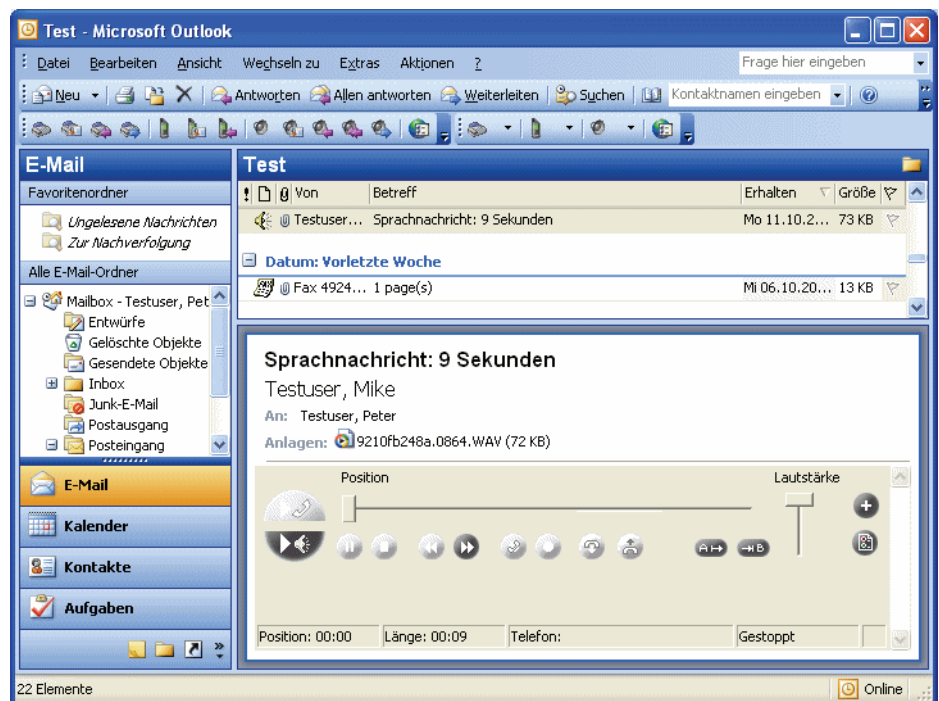 Test - Microsoft Outlook
Datei Bearbeiten Ansicht Wechseln zu Extras Aktionen ? Frage hier eingeben
Neu Antworten Allen antworten Weiterleiten Suchen Kontaktnamen eingeben
E-Mail
Favoritenordner
Ungelesene Nachrichten
Zur Nachverfolgung
Alle E-Mail-Ordner
Mailbox - Testuser, Pet
Entwürfe
Gelöschte Objekte
Gesendete Objekte
Inbox
Junk-E-Mail
Postausgang
Posteingang
E-Mail
Kalender
Kontakte
Aufgaben
Test
Von Betreff Erhalten Größe
Testuser... Sprachnachricht: 9 Sekunden Mo 11.10.2... 73 KB
Datum: Vorletzte Woche
Fax 4924... 1 page(s) Mi 06.10.20... 13 KB
Sprachnachricht: 9 Sekunden
Testuser, Mike
An: Testuser, Peter
Anlagen: 9210fb248a.0864.WAV (72 KB)
Position Lautstärke
A B
Position: 00:00 Länge: 00:09 Telefon: Gestoppt
22 Elemente Online